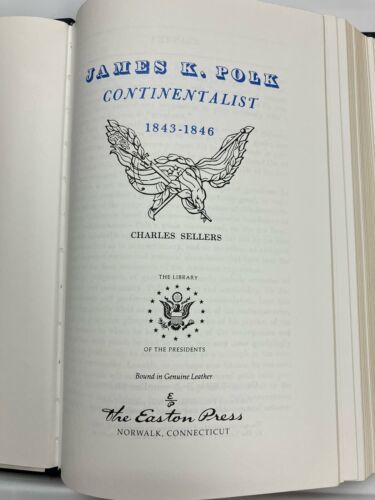 JAMES K. POLK
CONTINENTALIST
1843-1846
CHARLES SELLERS
THE LIBRARY
OF THE PRESIDENTS
Bound in Genuine Leather
E/P
The Easton Press
NORWALK, CONNECTICUT